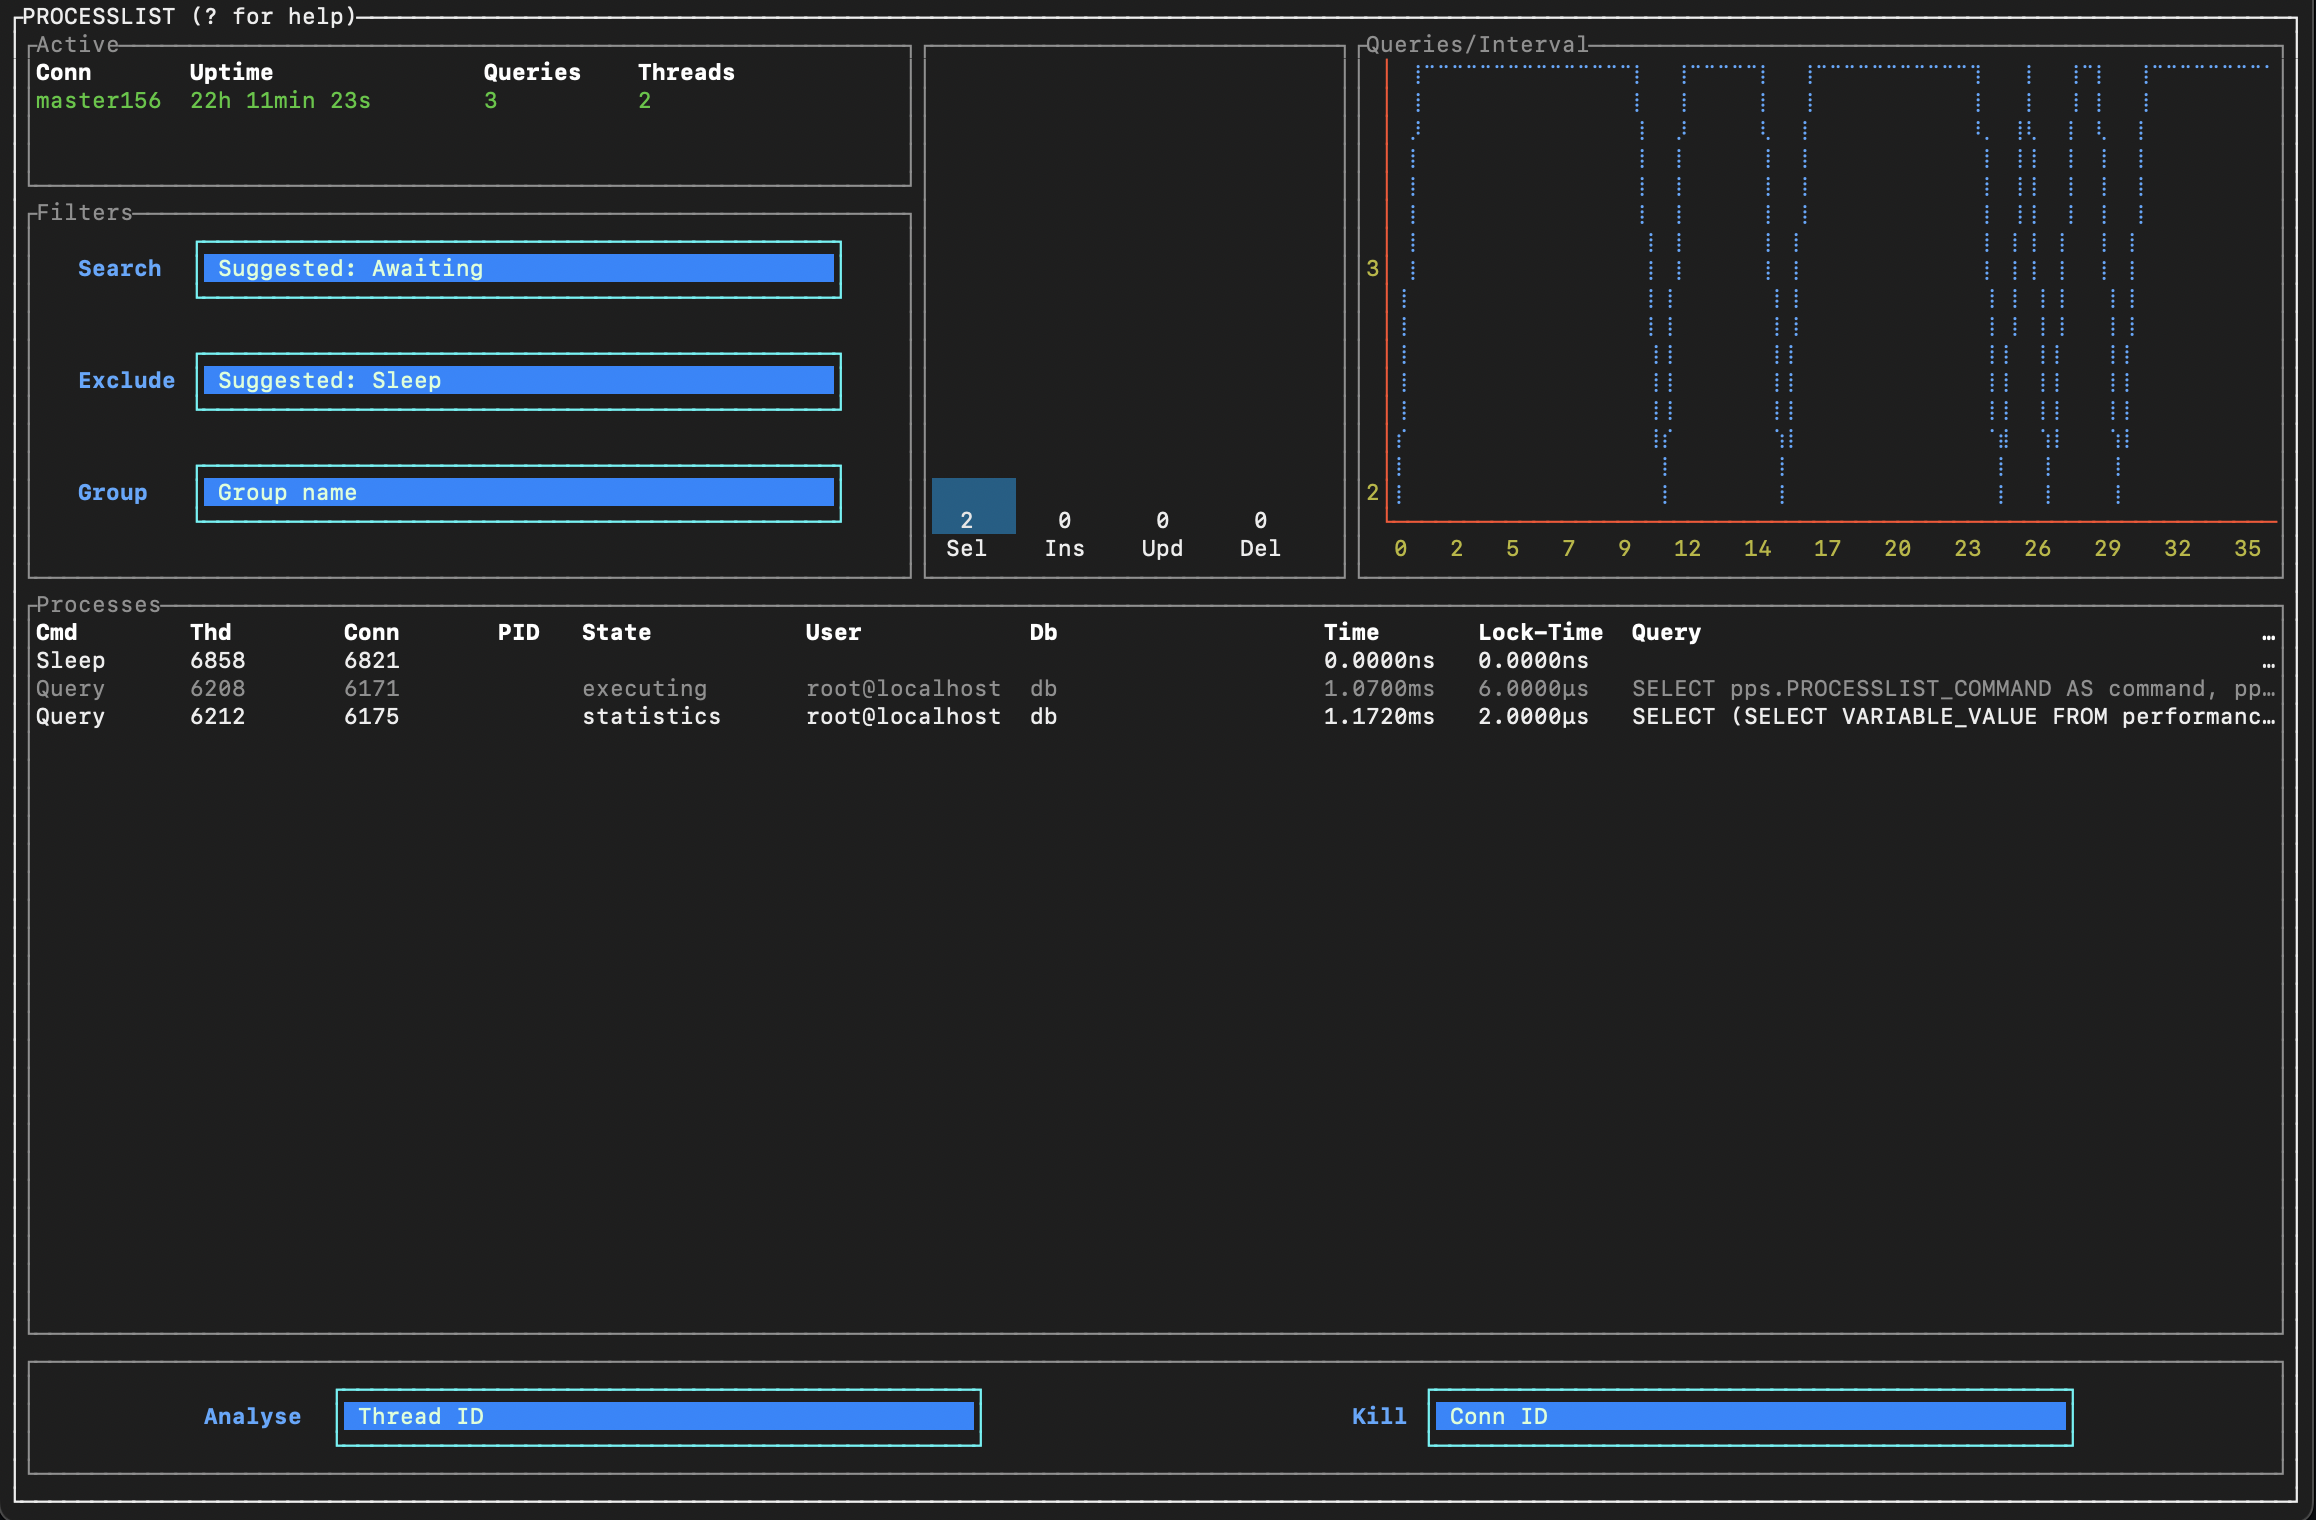 PROCESSLIST (? for help)
Active
Conn Uptime Queries Threads
master156 22h 11min 23s 3 2
Filters
Search Suggested: Awaiting
Exclude Suggested: Sleep
Group Group name
2 0 0 0
Sel Ins Upd Del
Queries/Interval
3
2
0 2 5 7 9 12 14 17 20 23 26 29 32 35
Processes
Cmd Thd Conn PID State User Db Time Lock-Time Query …
Sleep 6858 6821 0.0000ns 0.0000ns …
Query 6208 6171 executing root@localhost db 1.0700ms 6.0000µs SELECT pps.PROCESSLIST_COMMAND AS command, pp…
Query 6212 6175 statistics root@localhost db 1.1720ms 2.0000µs SELECT (SELECT VARIABLE_VALUE FROM performanc…
Analyse Thread ID Kill Conn ID